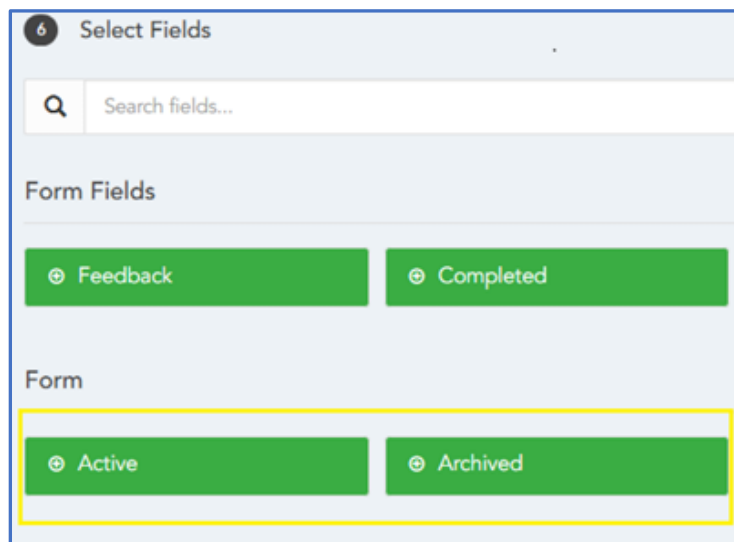 6 Select Fields
Search fields...
Form Fields
Feedback Completed
Form
Active Archived